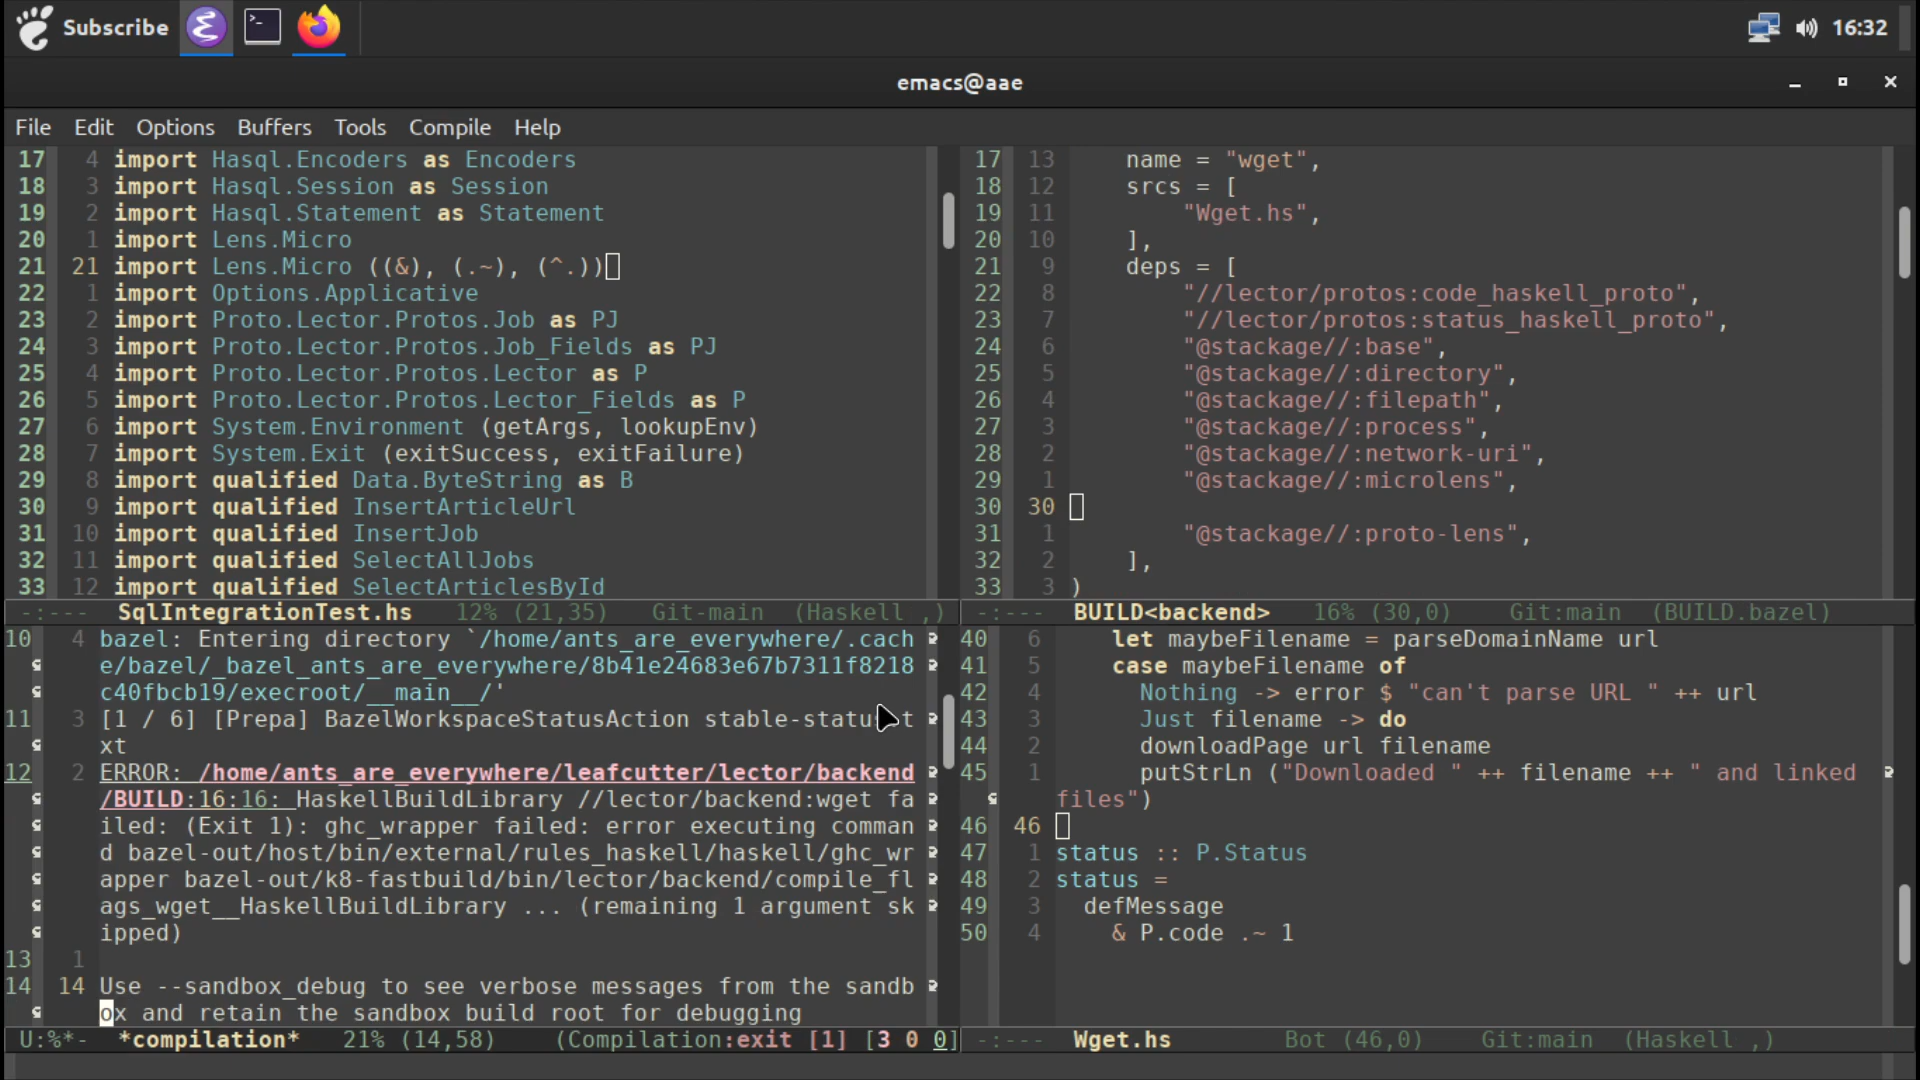 Subscribe
16:32
emacs@aae
File Edit Options Buffers Tools Compile Help
17 4 import Hasql.Encoders as Encoders
18 3 import Hasql.Session as Session
19 2 import Hasql.Statement as Statement
20 1 import Lens.Micro
21 21 import Lens.Micro ((&), (.~), (^.))
22 1 import Options.Applicative
23 2 import Proto.Lector.Protos.Job as PJ
24 3 import Proto.Lector.Protos.Job_Fields as PJ
25 4 import Proto.Lector.Protos.Lector as P
26 5 import Proto.Lector.Protos.Lector_Fields as P
27 6 import System.Environment (getArgs, lookupEnv)
28 7 import System.Exit (exitSuccess, exitFailure)
29 8 import qualified Data.ByteString as B
30 9 import qualified InsertArticleUrl
31 10 import qualified InsertJob
32 11 import qualified SelectAllJobs
33 12 import qualified SelectArticlesById
-:--- SqlIntegrationTest.hs 12% (21,35) Git-main (Haskell ,)
17 13 name = "wget",
18 12 srcs = [
19 11 "Wget.hs",
20 10 ],
21 9 deps = [
22 8 "//lector/protos:code_haskell_proto",
23 7 "//lector/protos:status_haskell_proto",
24 6 "@stackage//:base",
25 5 "@stackage//:directory",
26 4 "@stackage//:filepath",
27 3 "@stackage//:process",
28 2 "@stackage//:network-uri",
29 1 "@stackage//:microlens",
30 30
31 1 "@stackage//:proto-lens",
32 2 ],
33 3 )
-:--- BUILD<backend> 16% (30,0) Git:main (BUILD.bazel)
10 4 bazel: Entering directory `/home/ants_are_everywhere/.cach
e/bazel/_bazel_ants_are_everywhere/8b41e24683e67b7311f8218
c40fbcb19/execroot/__main__/'
11 3 [1 / 6] [Prepa] BazelWorkspaceStatusAction stable-status.t
xt
12 2 ERROR: /home/ants_are_everywhere/leafcutter/lector/backend
/BUILD:16:16: HaskellBuildLibrary //lector/backend:wget fa
iled: (Exit 1): ghc_wrapper failed: error executing comman
d bazel-out/host/bin/external/rules_haskell/haskell/ghc_wr
apper bazel-out/k8-fastbuild/bin/lector/backend/compile_fl
ags_wget__HaskellBuildLibrary ... (remaining 1 argument sk
ipped)
13 1
14 14 Use --sandbox_debug to see verbose messages from the sandb
ox and retain the sandbox build root for debugging
U:%*- *compilation* 21% (14,58) (Compilation:exit [1] [3 0 0]
40 6 let maybeFilename = parseDomainName url
41 5 case maybeFilename of
42 4 Nothing -> error $ "can't parse URL " ++ url
43 3 Just filename -> do
44 2 downloadPage url filename
45 1 putStrLn ("Downloaded " ++ filename ++ " and linked
files")
46 46
47 1 status :: P.Status
48 2 status =
49 3 defMessage
50 4 & P.code .~ 1
-:--- Wget.hs Bot (46,0) Git:main (Haskell ,)